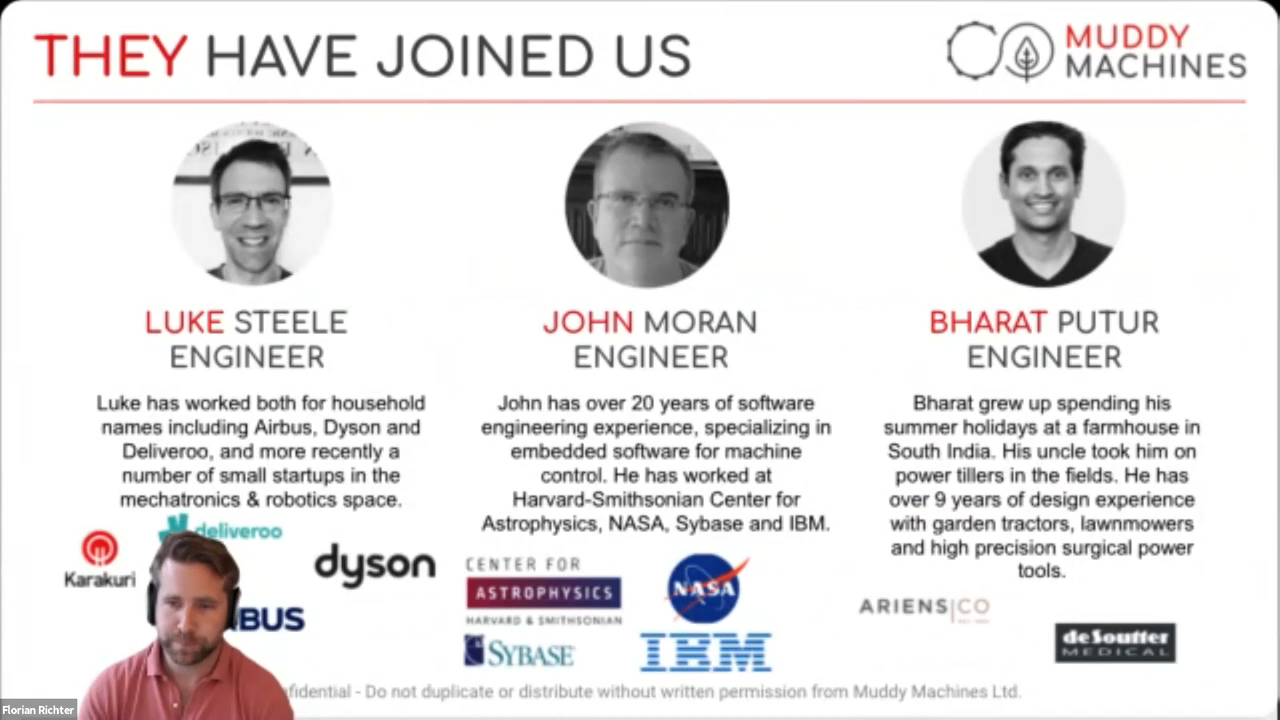 THEY HAVE JOINED US
MUDDY
MACHINES
LUKE STEELE
ENGINEER
Luke has worked both for household
names including Airbus, Dyson and
Deliveroo, and more recently a
number of small startups in the
mechatronics & robotics space.
deliveroo
Karakuri
dyson
BUS
JOHN MORAN
ENGINEER
John has over 20 years of software
engineering experience, specializing in
embedded software for machine
control. He has worked at
Harvard-Smithsonian Center for
Astrophysics, NASA, Sybase and IBM.
CENTER FOR
ASTROPHYSICS
HARVARD & SMITHSONIAN
NASA
SYBASE
IBM
BHARAT PUTUR
ENGINEER
Bharat grew up spending his
summer holidays at a farmhouse in
South India. His uncle took him on
power tillers in the fields. He has
over 9 years of design experience
with garden tractors, lawnmowers
and high precision surgical power
tools.
ARIENS|CO
deSoutter
MEDICAL
fidential - Do not duplicate or distribute without written permission from Muddy Machines Ltd.
Florian Richter